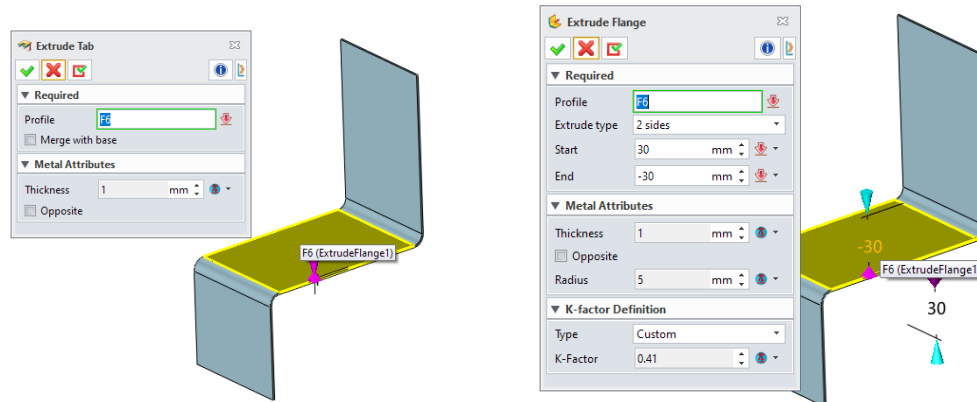 Extrude Tab
Required
Profile F6
Merge with base
Metal Attributes
Thickness 1 mm
Opposite
F6 (ExtrudeFlange1)
Extrude Flange
Required
Profile F6
Extrude type 2 sides
Start 30 mm
End -30 mm
Metal Attributes
Thickness 1 mm
Opposite
Radius 5 mm
K-factor Definition
Type Custom
K-Factor 0.41
-30
F6 (ExtrudeFlange1
30